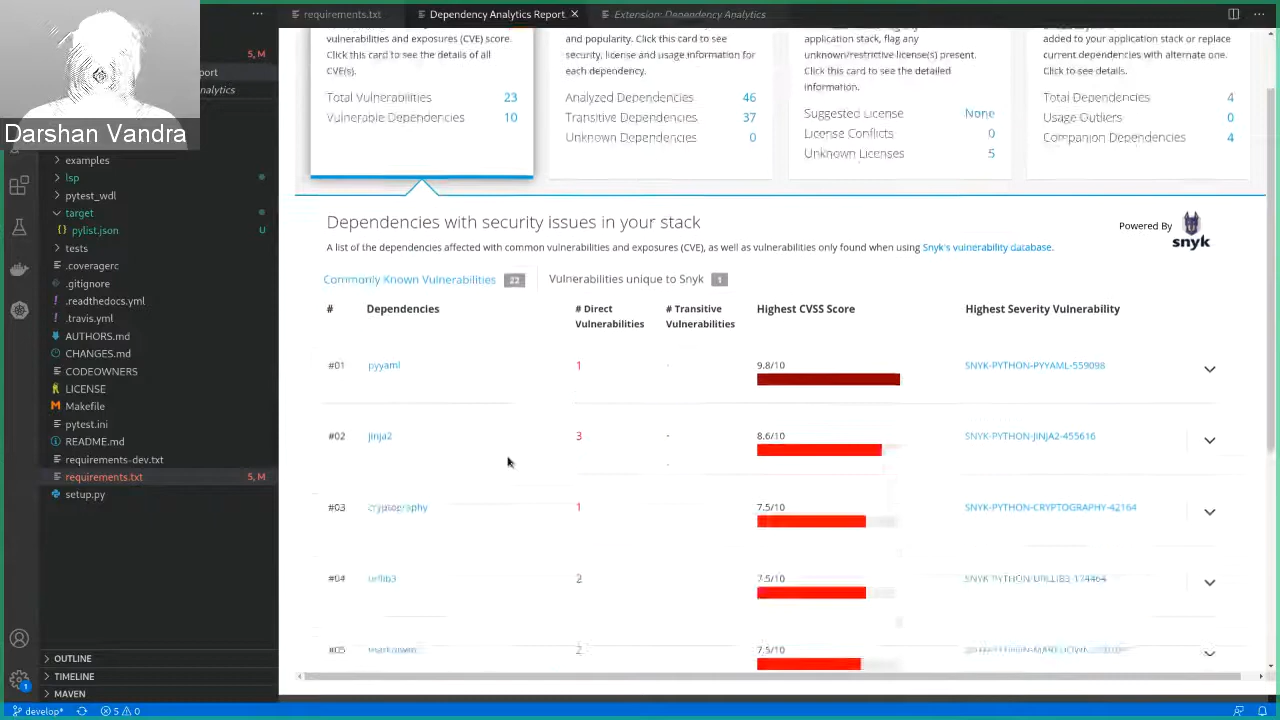 requirements.txt
Dependency Analytics Report
Extension: Dependency Analytics
5, M
port
nalytics
Darshan Vandra
examples
lsp
pytest_wdl
target
pylist.json
U
tests
.coveragerc
.gitignore
.readthedocs.yml
.travis.yml
AUTHORS.md
CHANGES.md
CODEOWNERS
LICENSE
Makefile
pytest.ini
README.md
requirements-dev.txt
requirements.txt
5, M
setup.py
OUTLINE
TIMELINE
MAVEN
1
develop*
5
0
vulnerabilities and exposures (CVE) score.
Click this card to see the details of all
CVE(s).
Total Vulnerabilities 23
Vulnerable Dependencies 10
and popularity. Click this card to see
security, license and usage information for
each dependency.
Analyzed Dependencies 46
Transitive Dependencies 37
Unknown Dependencies 0
application stack, flag any
unknown/restrictive license(s) present.
Click this card to see the detailed
information.
Suggested License None
License Conflicts 0
Unknown Licenses 5
added to your application stack or replace
current dependencies with alternate one.
Click to see details.
Total Dependencies 4
Usage Outliers 0
Companion Dependencies 4
Dependencies with security issues in your stack
A list of the dependencies affected with common vulnerabilities and exposures (CVE), as well as vulnerabilities only found when using Snyk's vulnerability database.
Powered By
snyk
Commonly Known Vulnerabilities 22
Vulnerabilities unique to Snyk 1
# Dependencies # Direct Vulnerabilities # Transitive Vulnerabilities Highest CVSS Score Highest Severity Vulnerability
#01 pyyaml 1 - 9.8/10 SNYK-PYTHON-PYYAML-559098
#02 jinja2 3 - 8.6/10 SNYK-PYTHON-JINJA2-455616
#03 cryptography 1 7.5/10 SNYK-PYTHON-CRYPTOGRAPHY-42164
#04 urllib3 2 7.5/10 SNYK-PYTHON-URLLIB3-174464
#05 2 7.5/10